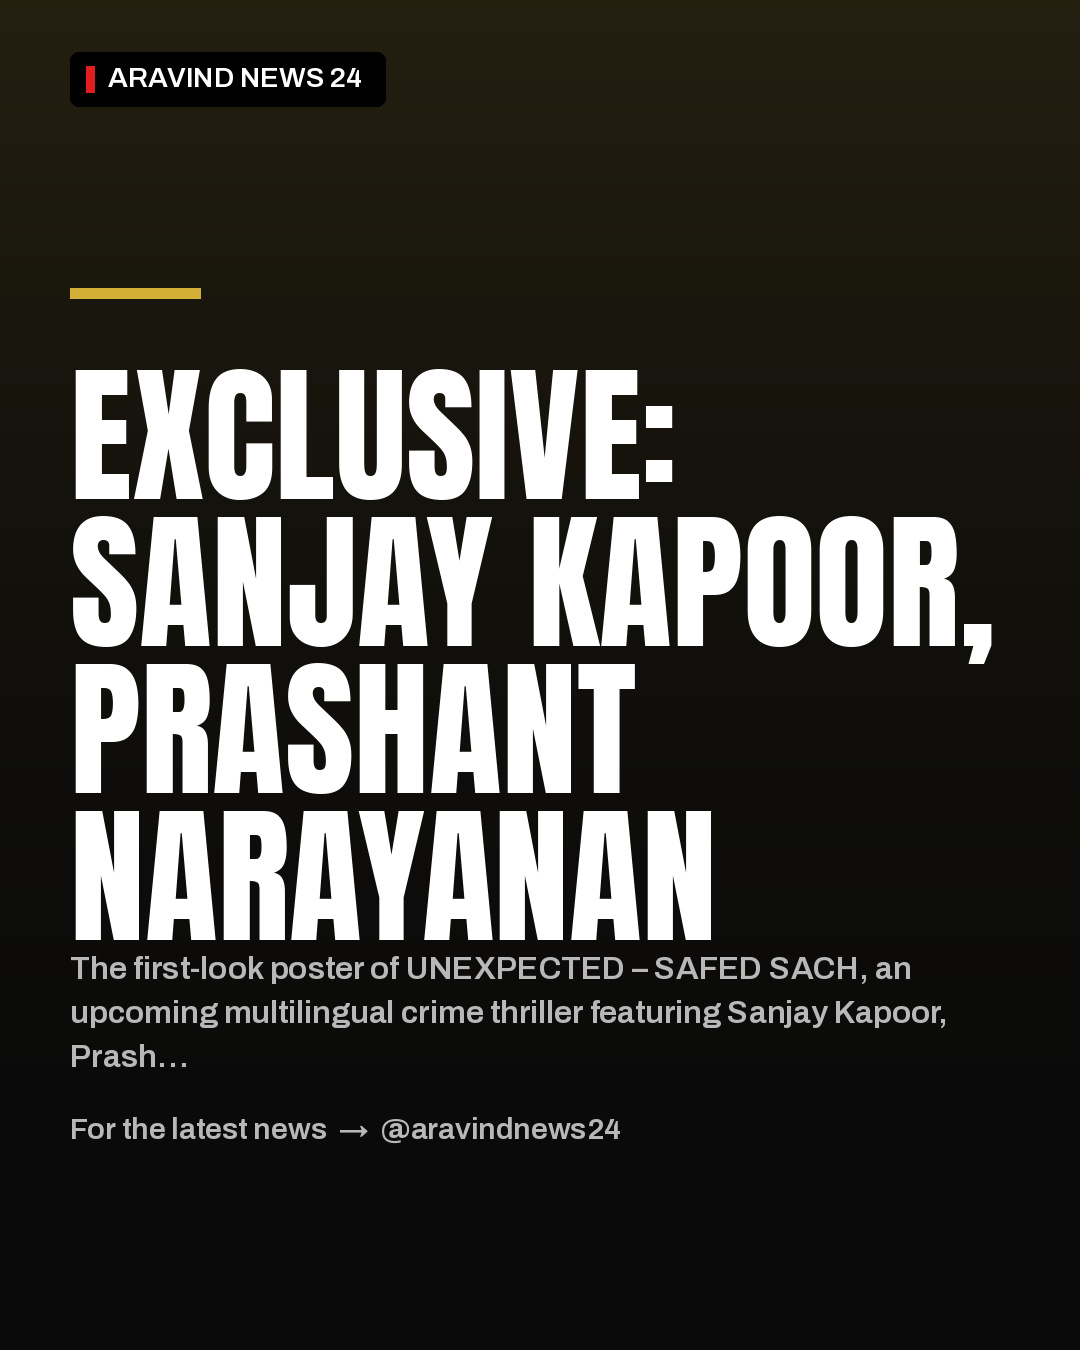 ARAVIND NEWS 24
EXCLUSIVE:
SANJAY KAPOOR,
PRASHANT
NARAYANAN
The first-look poster of UNEXPECTED – SAFED SACH, an
upcoming multilingual crime thriller featuring Sanjay Kapoor,
Prash...
For the latest news → @aravindnews24